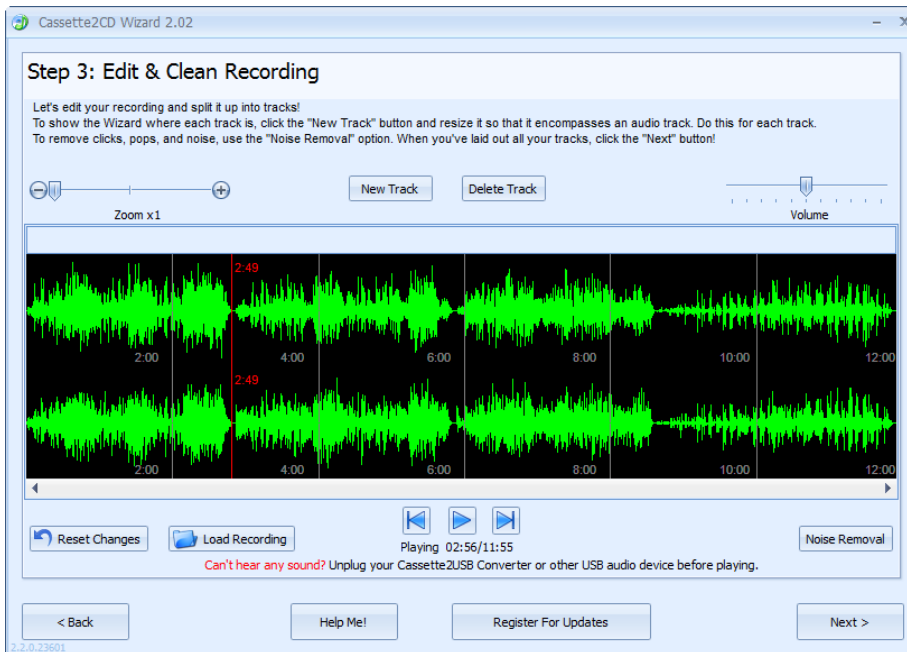 Cassette2CD Wizard 2.02
Step 3: Edit & Clean Recording
Let's edit your recording and split it up into tracks!
To show the Wizard where each track is, click the "New Track" button and resize it so that it encompasses an audio track. Do this for each track.
To remove clicks, pops, and noise, use the "Noise Removal" option. When you've laid out all your tracks, click the "Next" button!
New Track
Delete Track
Zoom x1
Volume
2:49
2:00
4:00
6:00
8:00
10:00
12:00
2:49
2:00
4:00
6:00
8:00
10:00
12:00
Reset Changes
Load Recording
Playing 02:56/11:55
Noise Removal
Can't hear any sound? Unplug your Cassette2USB Converter or other USB audio device before playing.
< Back
Help Me!
Register For Updates
Next >
2.2.0.23601